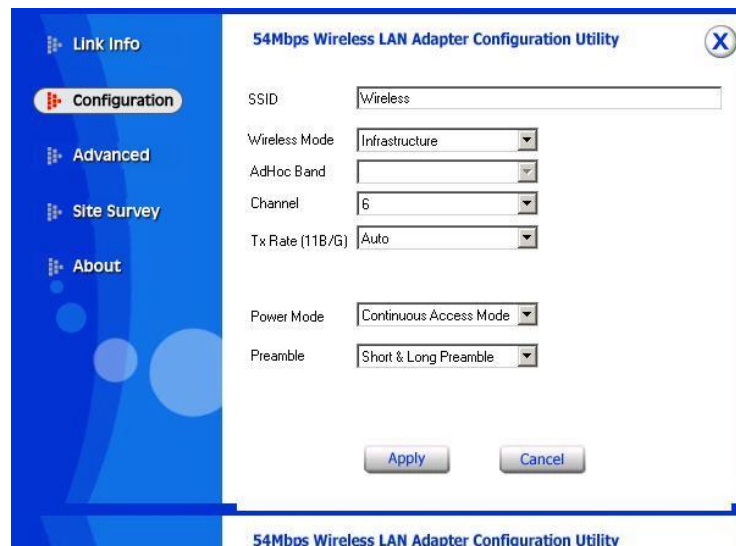 Link Info
Configuration
Advanced
Site Survey
About
54Mbps Wireless LAN Adapter Configuration Utility
X
SSID Wireless
Wireless Mode Infrastructure
AdHoc Band
Channel 6
Tx Rate (11B/G) Auto
Power Mode Continuous Access Mode
Preamble Short & Long Preamble
Apply Cancel
54Mbps Wireless LAN Adapter Configuration Utility